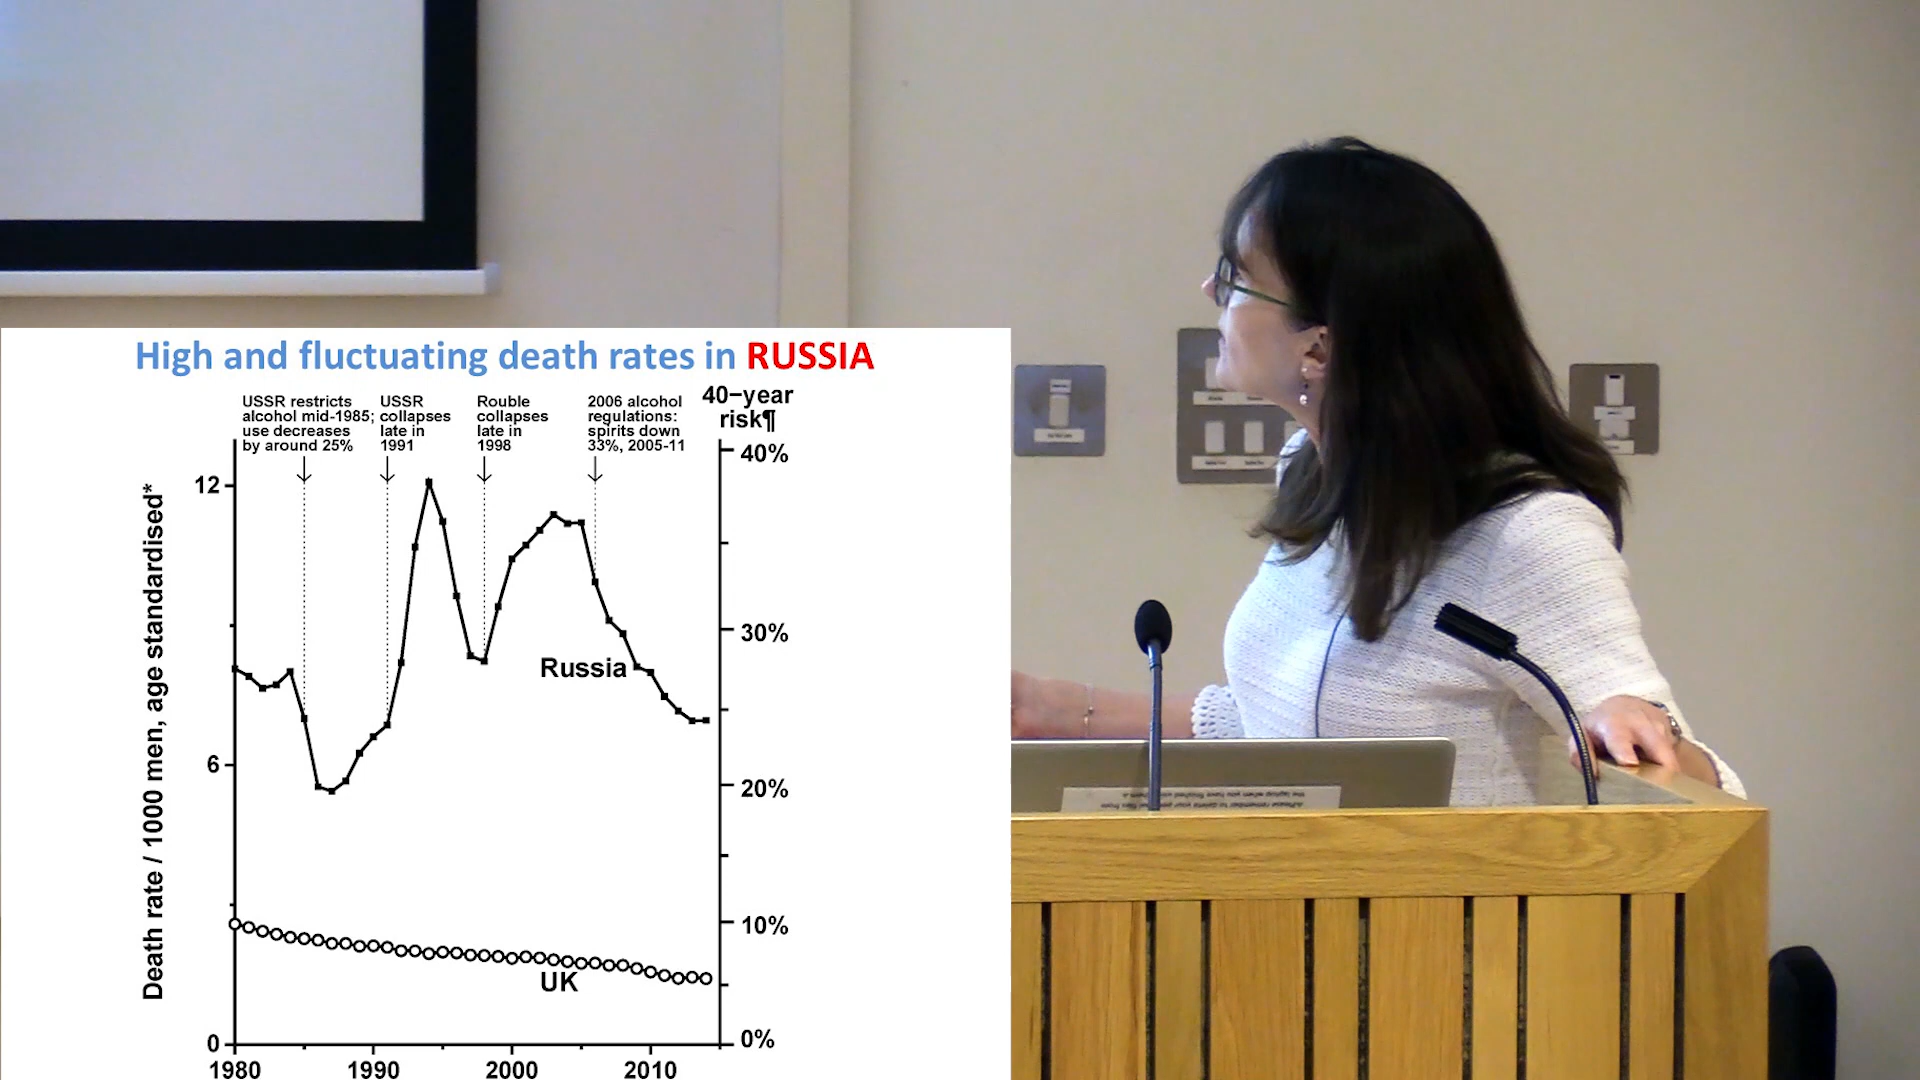 High and fluctuating death rates in RUSSIA
USSR restricts
alcohol mid-1985;
use decreases
by around 25%
USSR
collapses
late in
1991
Rouble
collapses
late in
1998
2006 alcohol
regulations:
spirits down
33%, 2005-11
40−year
risk¶
Death rate / 1000 men, age standardised*
12
6
0
40%
30%
20%
10%
0%
Russia
UK
1980
1990
2000
2010